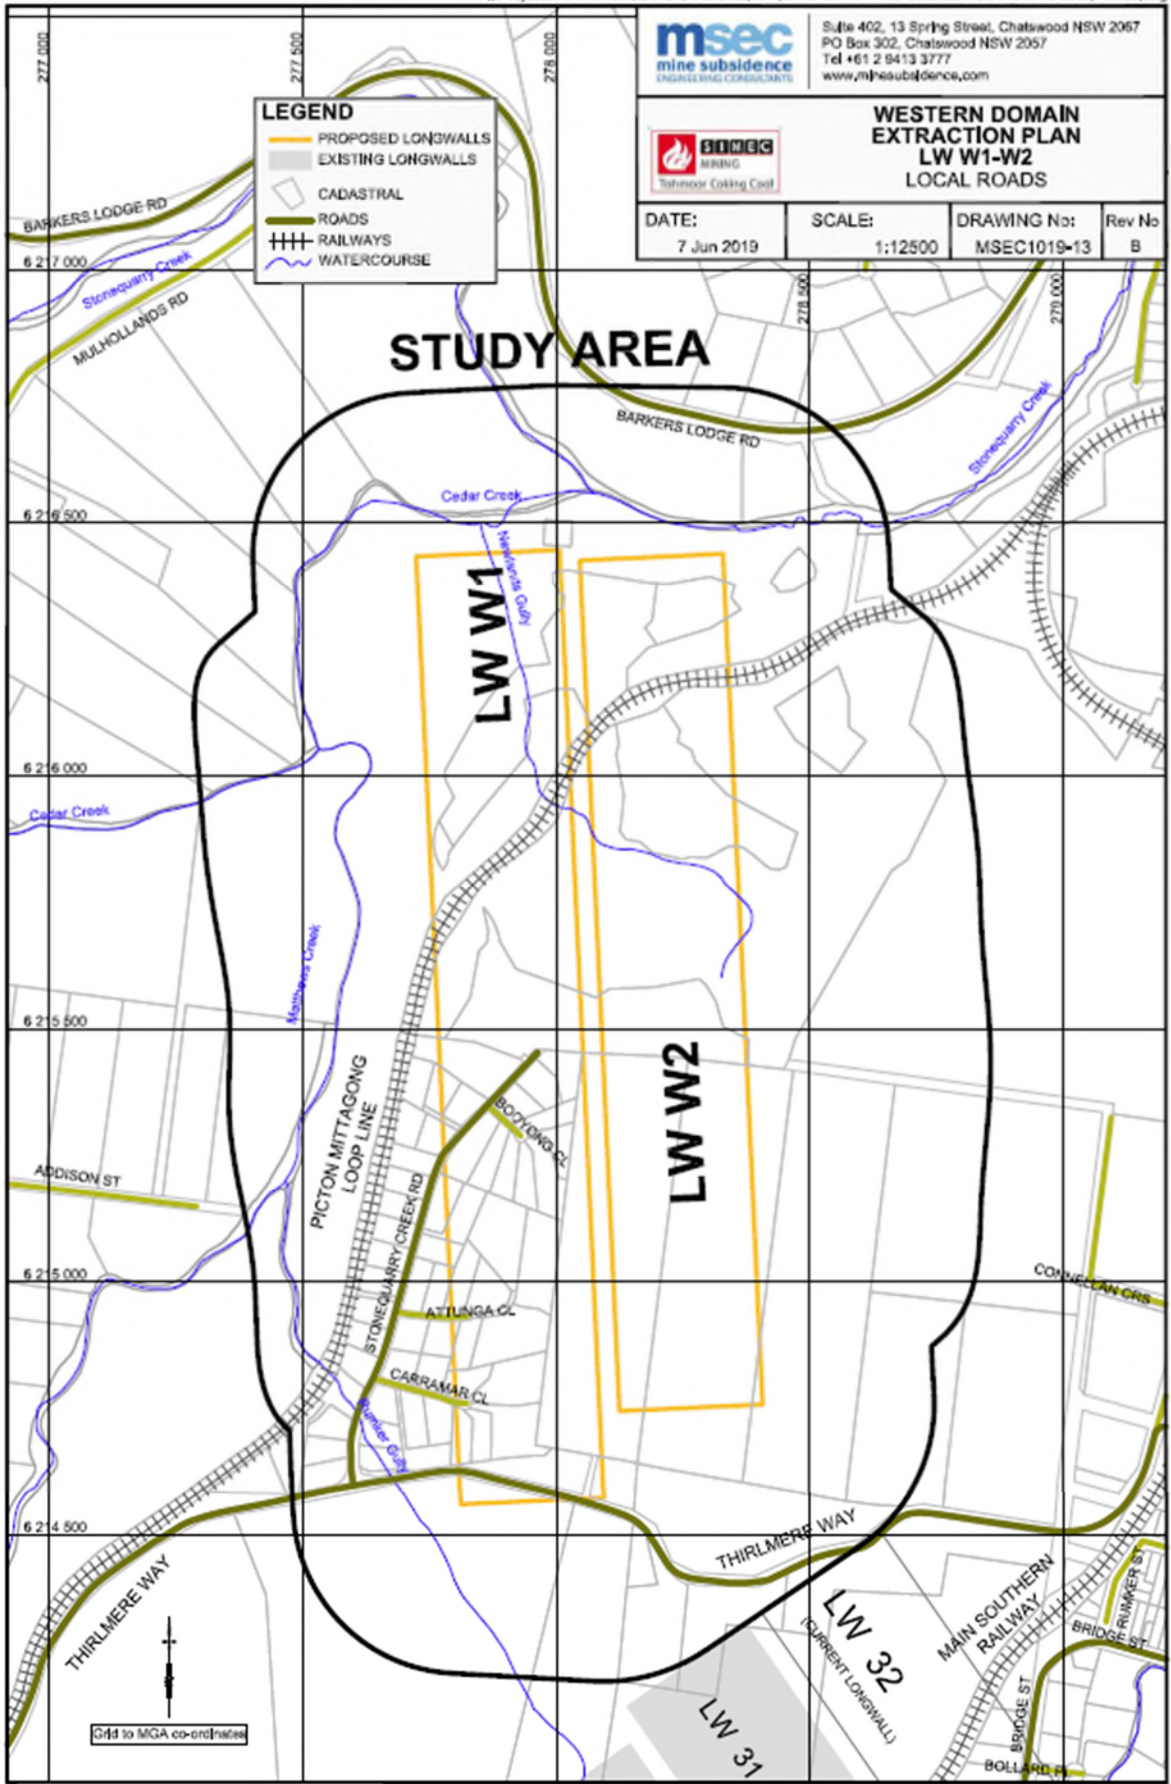 msec
mine subsidence
ENGINEERING CONSULTANTS
Suite 402, 13 Spring Street, Chatswood NSW 2067
PO Box 302, Chatswood NSW 2057
Tel +61 2 9413 3777
www.minesubsidence.com
SIMEC
MINING
Tahmoor Coking Coal
WESTERN DOMAIN
EXTRACTION PLAN
LW W1-W2
LOCAL ROADS
DATE:
7 Jun 2019
SCALE:
1:12500
DRAWING No:
MSEC1019-13
Rev No
B
277 000
277 500
278 000
278 500
279 000
LEGEND
PROPOSED LONGWALLS
EXISTING LONGWALLS
CADASTRAL
ROADS
RAILWAYS
WATERCOURSE
BARKERS LODGE RD
6 217 000
Stonequarry Creek
MULHOLLANDS RD
STUDY AREA
BARKERS LODGE RD
Stonequarry Creek
Cedar Creek
6 216 500
Newlands Gully
LW W1
6 216 000
Cedar Creek
Matthews Creek
6 215 500
PICTON MITTAGONG
LOOP LINE
BOOYONG CL
LW W2
ADDISON ST
STONEQUARRY CREEK RD
6 215 000
CONNELLAN CRS
ATTUNGA CL
CARRAMAR CL
Rumker Gully
6 214 500
THIRLMERE WAY
THIRLMERE WAY
LW 32
(CURRENT LONGWALL)
MAIN SOUTHERN
RAILWAY
RUMKER ST
BRIDGE ST
BRIDGE ST
LW 31
BOLLARD PL
Grid to MGA co-ordinates